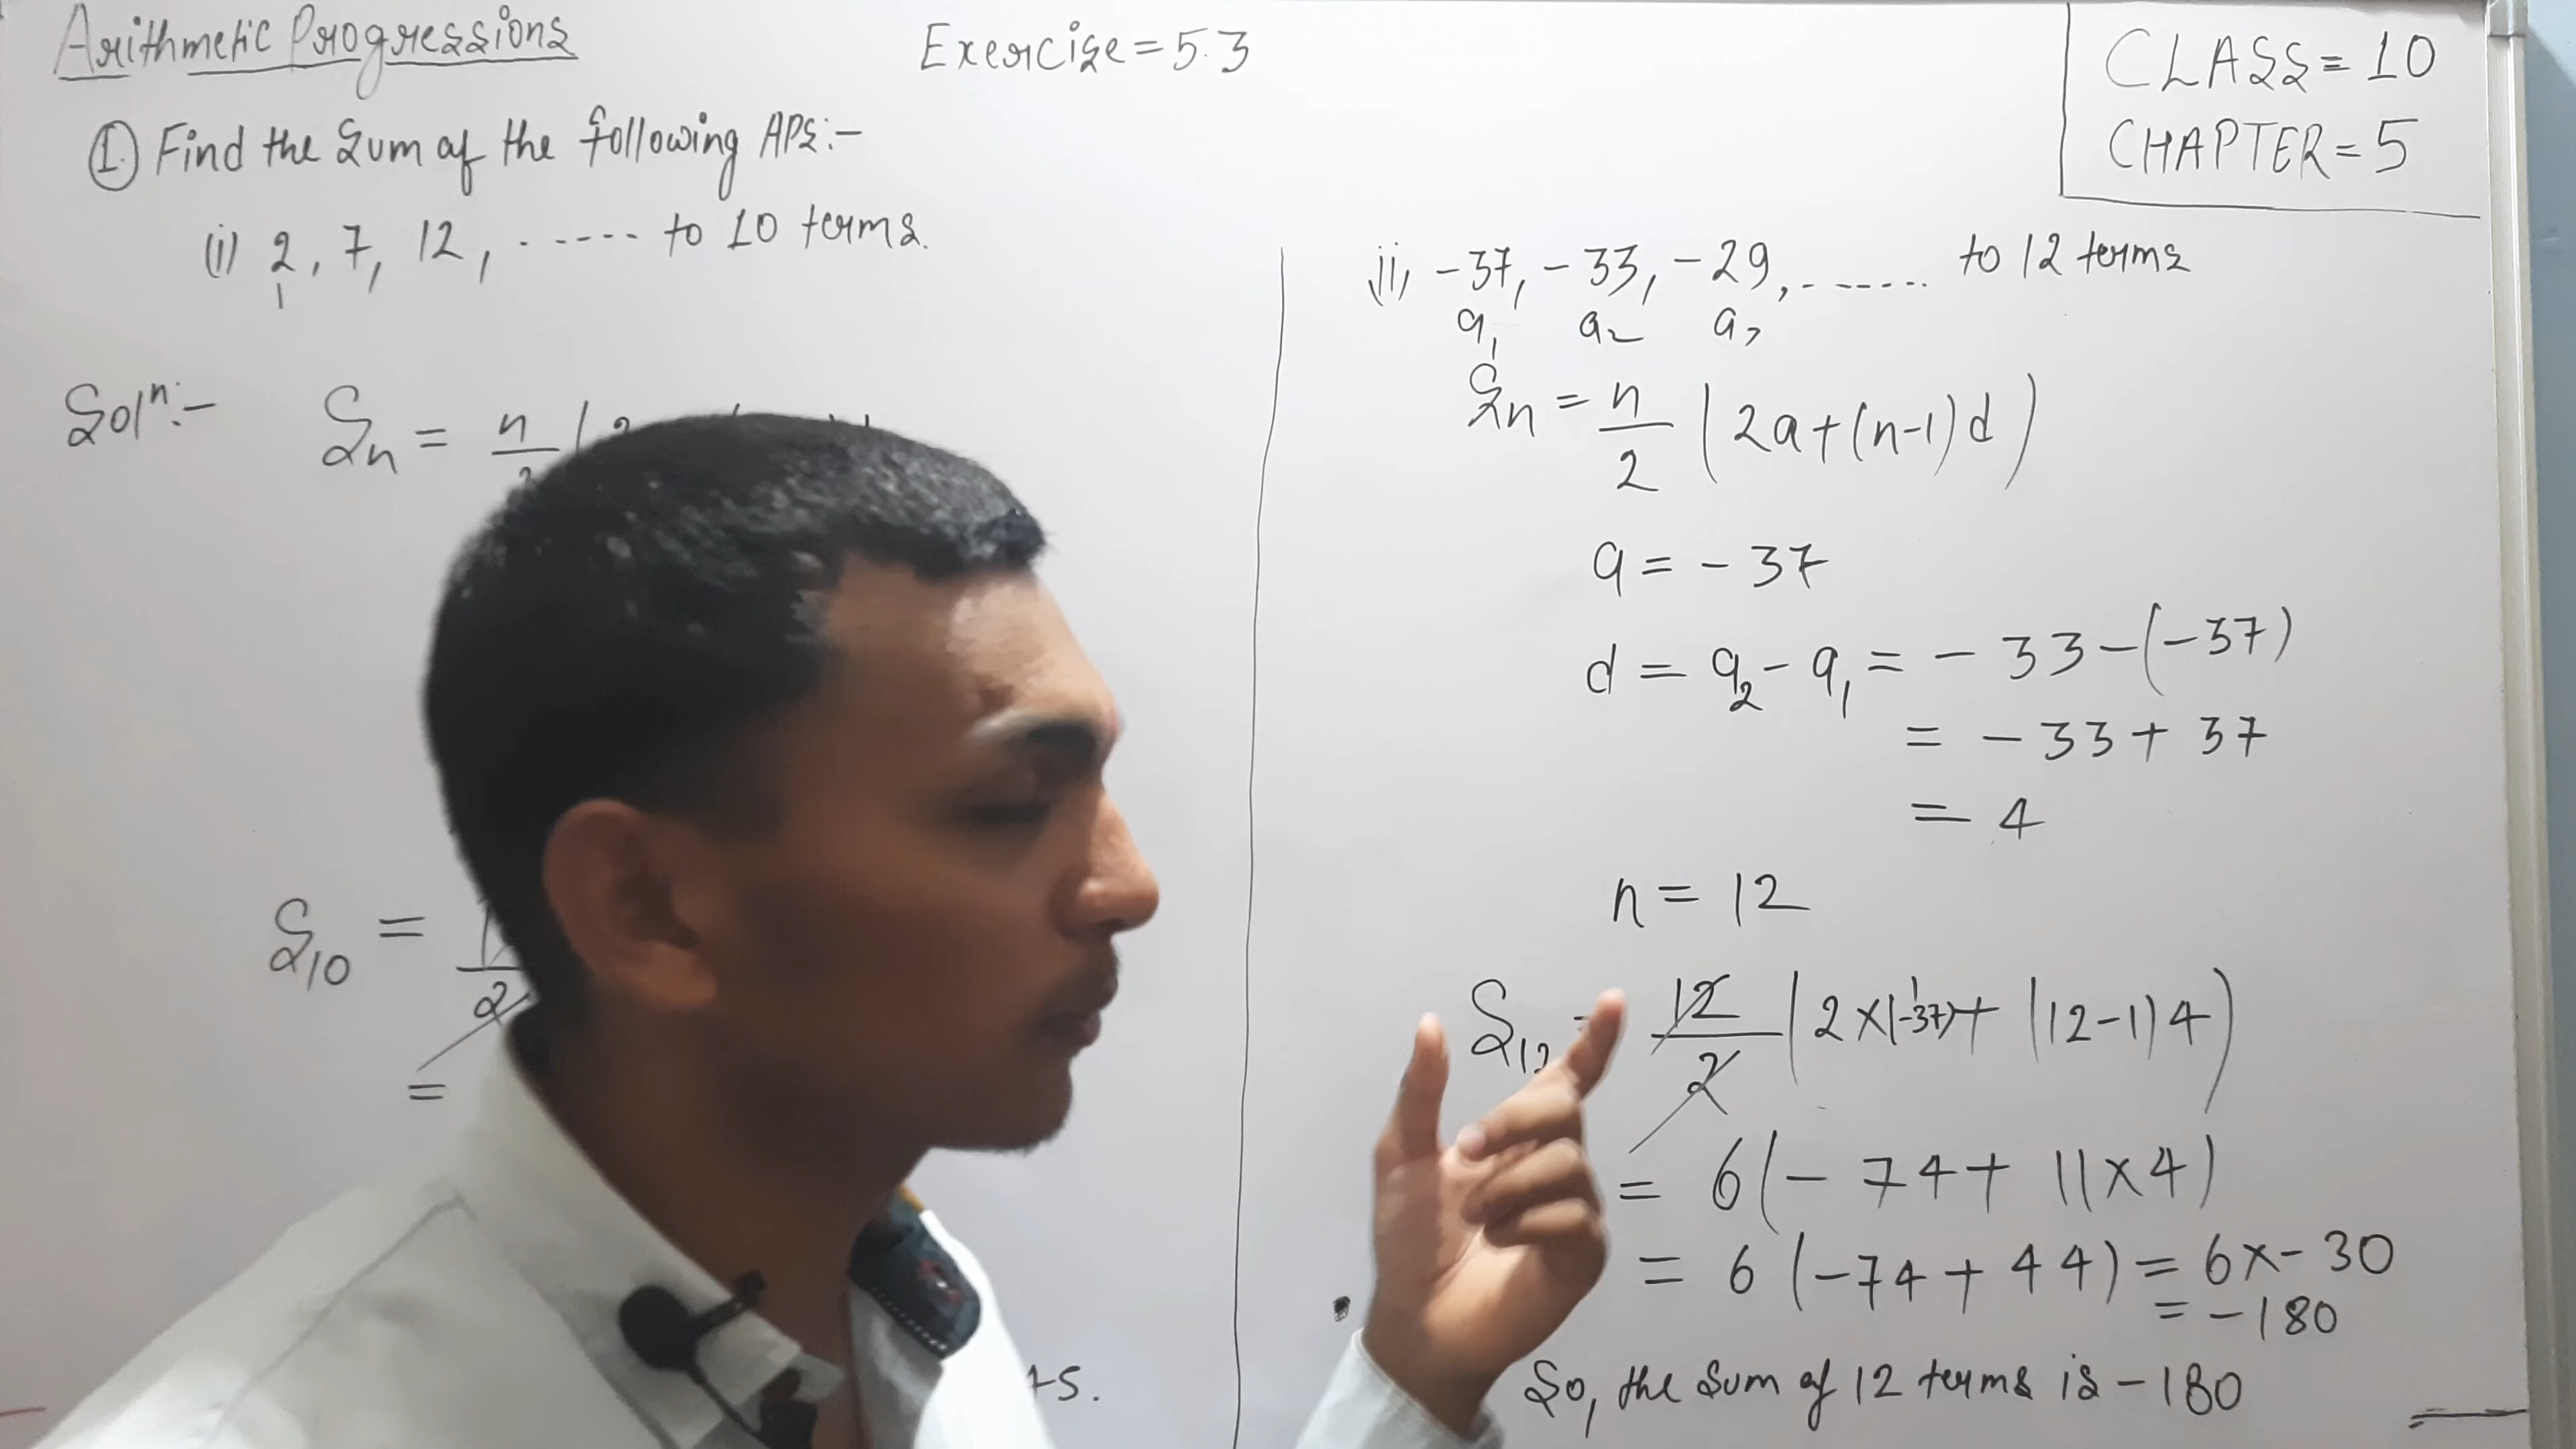 Arithmetic Progressions
Exercise = 5.3
CLASS = 10
CHAPTER = 5
① Find the Sum of the following APs:-
(i) 2, 7, 12, ------ to 10 terms.
Solⁿ:- Sn = n/2
S10 =
=
ts.
ii, -37, -33, -29, ------- to 12 terms
a1 a2 a3
Sn = n/2 (2a+(n-1)d)
a = -37
d = a2 - a1 = -33-(-37)
= -33+37
= 4
n = 12
S12 = 12/2 (2×(-37)+(12-1)4)
= 6(-74+11×4)
= 6(-74+44) = 6×-30
= -180
So, the Sum of 12 terms is -180